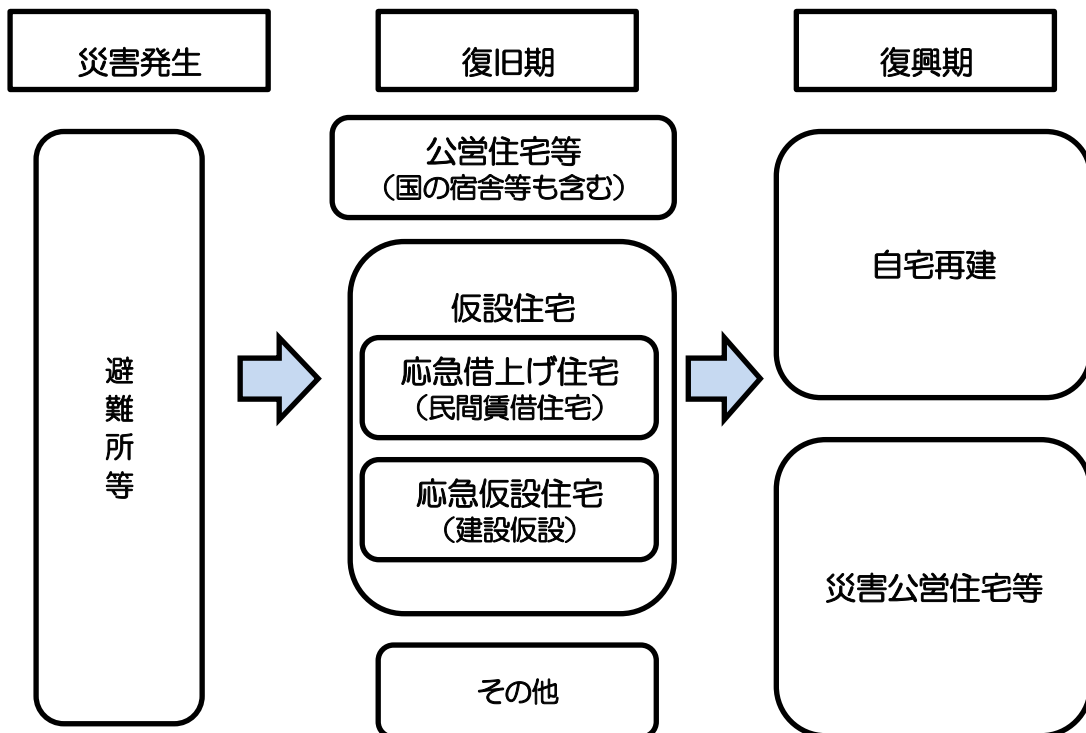 災害発生
復旧期
復興期
避難所等
公営住宅等
（国の宿舎等も含む）
仮設住宅
応急借上げ住宅
（民間賃借住宅）
応急仮設住宅
（建設仮設）
その他
自宅再建
災害公営住宅等